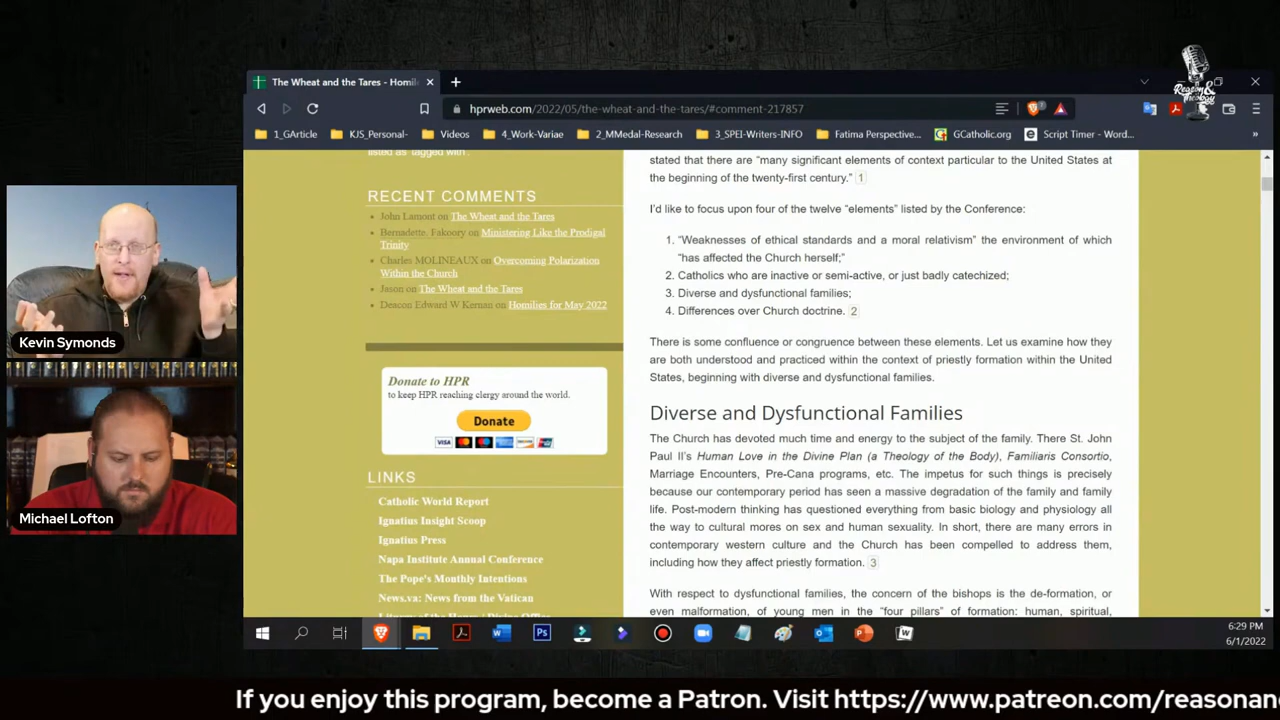 The Wheat and the Tares - Homil
hprweb.com/2022/05/the-wheat-and-the-tares/#comment-217857
1_GArticle
KJS_Personal-
Videos
4_Work-Variae
2_MMedal-Research
3_SPEI-Writers-INFO
Fatima Perspective...
GCatholic.org
Script Timer - Word...
»
Reason&
Theology
listed as 'tagged with'.
RECENT COMMENTS
John Lamont on The Wheat and the Tares
Bernadette. Fakoory on Ministering Like the Prodigal
Trinity
Charles MOLINEAUX on Overcoming Polarization
Within the Church
Jason on The Wheat and the Tares
Deacon Edward W Kernan on Homilies for May 2022
Donate to HPR
to keep HPR reaching clergy around the world.
Donate
VISA
LINKS
Catholic World Report
Ignatius Insight Scoop
Ignatius Press
Napa Institute Annual Conference
The Pope's Monthly Intentions
News.va: News from the Vatican
stated that there are “many significant elements of context particular to the United States at
the beginning of the twenty-first century.” 1
I’d like to focus upon four of the twelve “elements” listed by the Conference:
1. “Weaknesses of ethical standards and a moral relativism” the environment of which
“has affected the Church herself;”
2. Catholics who are inactive or semi-active, or just badly catechized;
3. Diverse and dysfunctional families;
4. Differences over Church doctrine. 2
There is some confluence or congruence between these elements. Let us examine how they
are both understood and practiced within the context of priestly formation within the United
States, beginning with diverse and dysfunctional families.
Diverse and Dysfunctional Families
The Church has devoted much time and energy to the subject of the family. There St. John
Paul II’s Human Love in the Divine Plan (a Theology of the Body), Familiaris Consortio,
Marriage Encounters, Pre-Cana programs, etc. The impetus for such things is precisely
because our contemporary period has seen a massive degradation of the family and family
life. Post-modern thinking has questioned everything from basic biology and physiology all
the way to cultural mores on sex and human sexuality. In short, there are many errors in
contemporary western culture and the Church has been compelled to address them,
including how they affect priestly formation. 3
With respect to dysfunctional families, the concern of the bishops is the de-formation, or
even malformation, of young men in the “four pillars” of formation: human, spiritual,
Kevin Symonds
Michael Lofton
6:29 PM
6/1/2022
If you enjoy this program, become a Patron. Visit https://www.patreon.com/reasonan